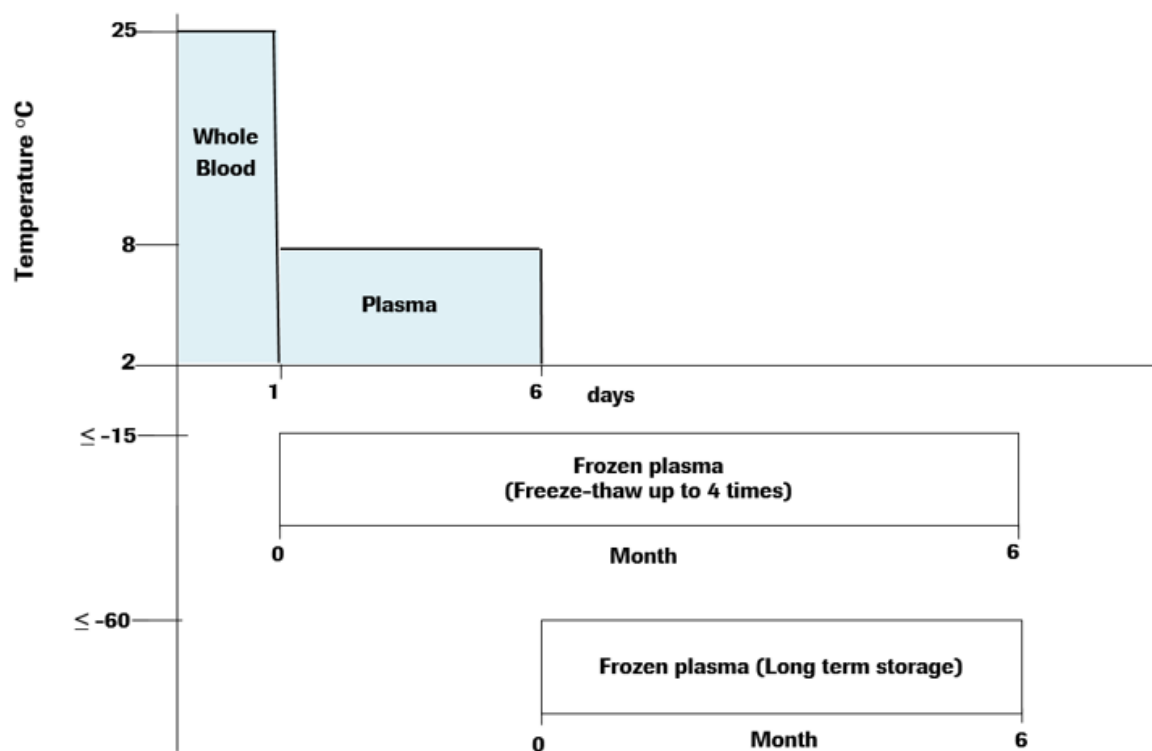 25
Temperature °C
Whole
Blood
8
Plasma
2
1
6
days
≤ -15
Frozen plasma
(Freeze-thaw up to 4 times)
0
Month
6
≤ -60
Frozen plasma (Long term storage)
0
Month
6